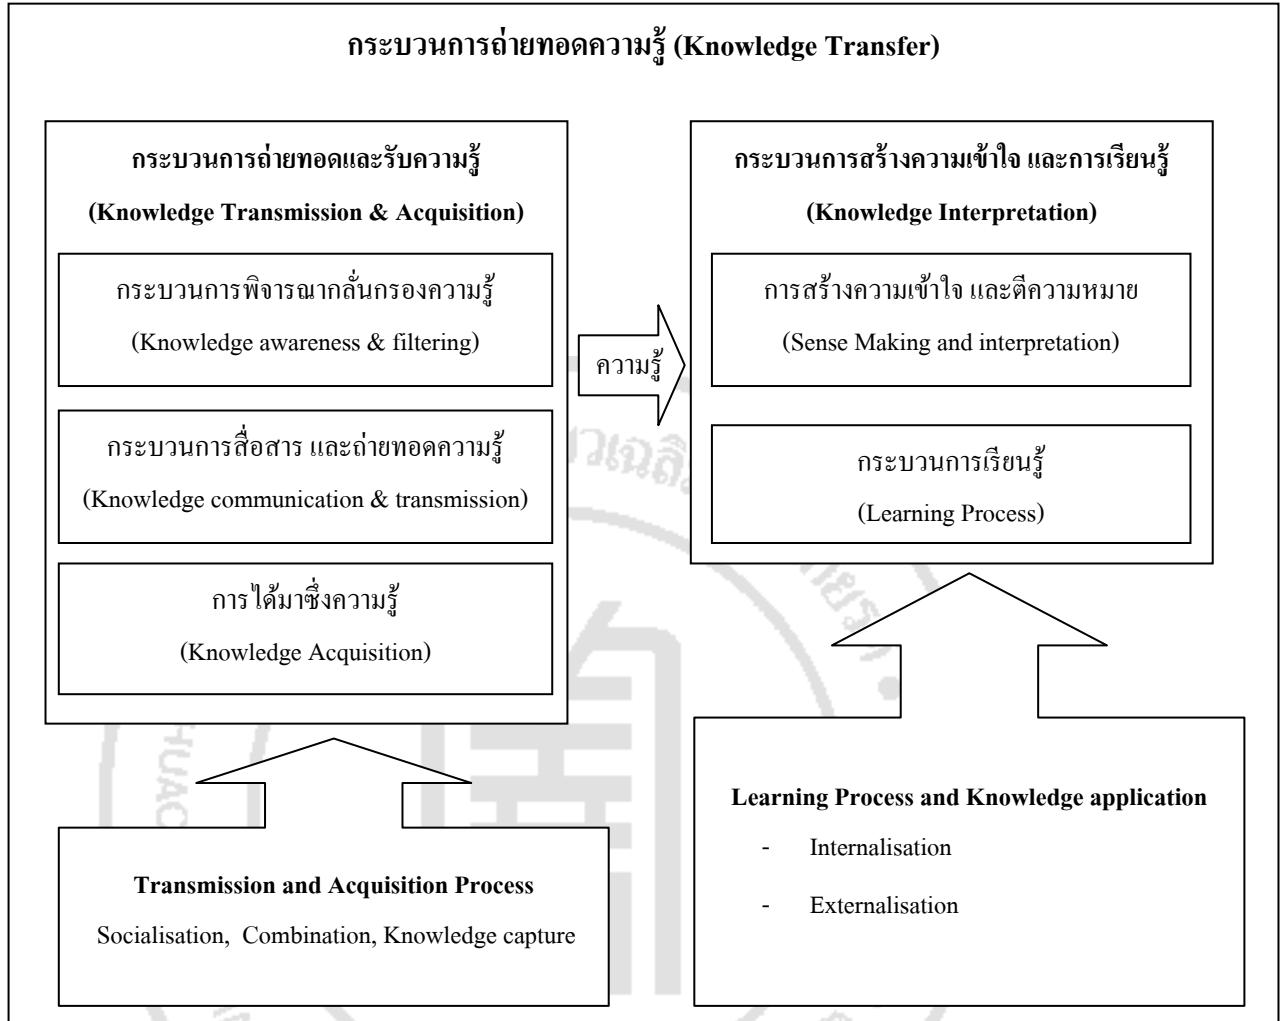 กระบวนการถ่ายทอดความรู้ (Knowledge Transfer)
กระบวนการถ่ายทอดและรับความรู้
(Knowledge Transmission & Acquisition)
กระบวนการพิจารณากลั่นกรองความรู้
(Knowledge awareness & filtering)
กระบวนการสื่อสาร และถ่ายทอดความรู้
(Knowledge communication & transmission)
การได้มาซึ่งความรู้
(Knowledge Acquisition)
ความรู้
กระบวนการสร้างความเข้าใจ และการเรียนรู้
(Knowledge Interpretation)
การสร้างความเข้าใจ และตีความหมาย
(Sense Making and interpretation)
กระบวนการเรียนรู้
(Learning Process)
Transmission and Acquisition Process
Socialisation, Combination, Knowledge capture
Learning Process and Knowledge application
- Internalisation
- Externalisation
HUAC